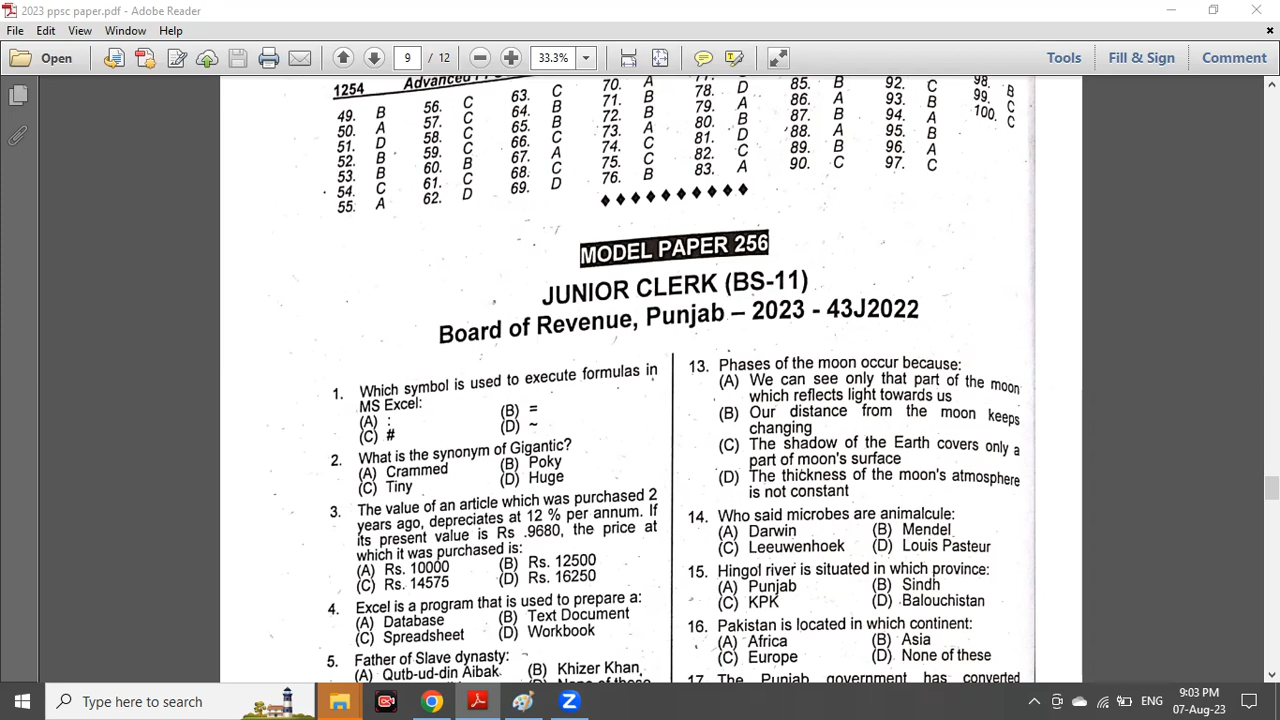 2023 ppsc paper.pdf - Adobe Reader
File Edit View Window Help
Open 9 / 12 33.3% Tools Fill & Sign Comment
1254
49. B
50. A
51. D
52. B
53. B
54. C
55. A
56. C
57. C
58. C
59. C
60. B
61. C
62. D
63. C
64. B
65. B
66. C
67. A
68. C
69. D
70. A
71. B
72. B
73. A
74. C
75. C
76. B
78. D
79. A
80. B
81. D
82. C
83. A
85. B
86. A
87. B
88. A
89. B
90. C
92. C
93. B
94. A
95. B
96. A
97. C
98. B
99. C
100. C
MODEL PAPER 256
JUNIOR CLERK (BS-11)
Board of Revenue, Punjab – 2023 - 43J2022
1. Which symbol is used to execute formulas in
MS Excel:
(A) : (B) =
(C) # (D) ~
2. What is the synonym of Gigantic?
(A) Crammed (B) Poky
(C) Tiny (D) Huge
3. The value of an article which was purchased 2
years ago, depreciates at 12 % per annum. If
its present value is Rs .9680, the price at
which it was purchased is:
(A) Rs. 10000 (B) Rs. 12500
(C) Rs. 14575 (D) Rs. 16250
4. Excel is a program that is used to prepare a:
(A) Database (B) Text Document
(C) Spreadsheet (D) Workbook
5. Father of Slave dynasty:
(A) Qutb-ud-din Aibak (B) Khizer Khan
13. Phases of the moon occur because:
(A) We can see only that part of the moon
which reflects light towards us
(B) Our distance from the moon keeps
changing
(C) The shadow of the Earth covers only a
part of moon's surface
(D) The thickness of the moon's atmosphere
is not constant
14. Who said microbes are animalcule:
(A) Darwin (B) Mendel
(C) Leeuwenhoek (D) Louis Pasteur
15. Hingol river is situated in which province:
(A) Punjab (B) Sindh
(C) KPK (D) Balouchistan
16. Pakistan is located in which continent:
(A) Africa (B) Asia
(C) Europe (D) None of these
17. The Punjab government has converted
Type here to search
ENG
9:03 PM
07-Aug-23